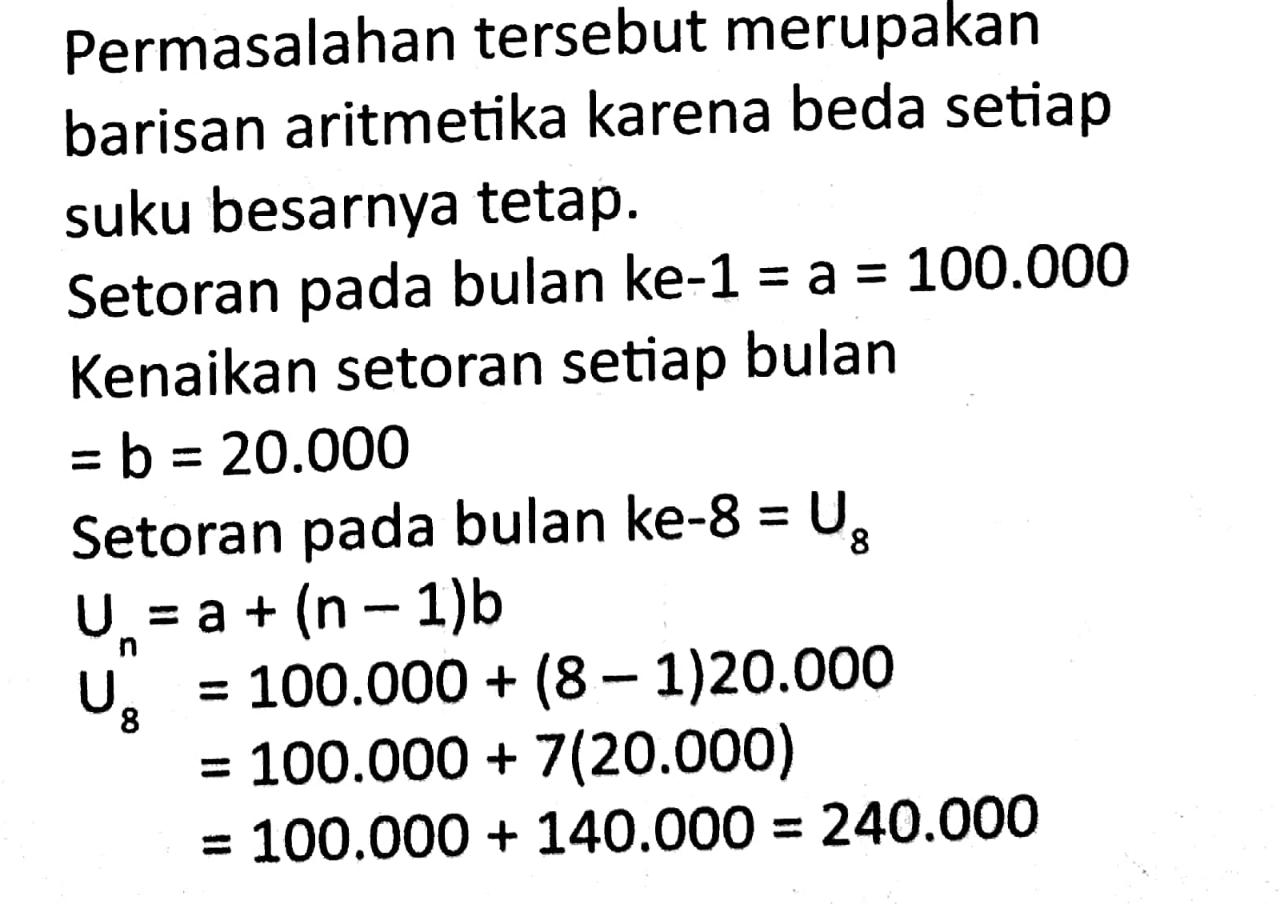 Permasalahan tersebut merupakan
barisan aritmetika karena beda setiap
suku besarnya tetap.
Setoran pada bulan ke-1 = a = 100.000
Kenaikan setoran setiap bulan
= b = 20.000
Setoran pada bulan ke-8 = U₈
Uₙ = a + (n – 1)b
U₈ = 100.000 + (8 – 1)20.000
= 100.000 + 7(20.000)
= 100.000 + 140.000 = 240.000